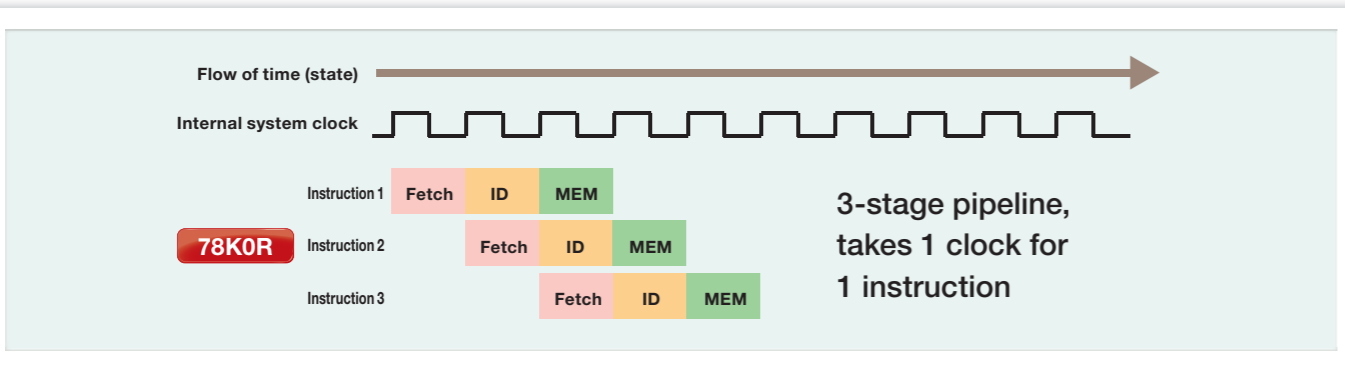 Flow of time (state)
Internal system clock
Instruction 1 Fetch ID MEM
3-stage pipeline,
takes 1 clock for
1 instruction
78K0R Instruction 2 Fetch ID MEM
Instruction 3 Fetch ID MEM